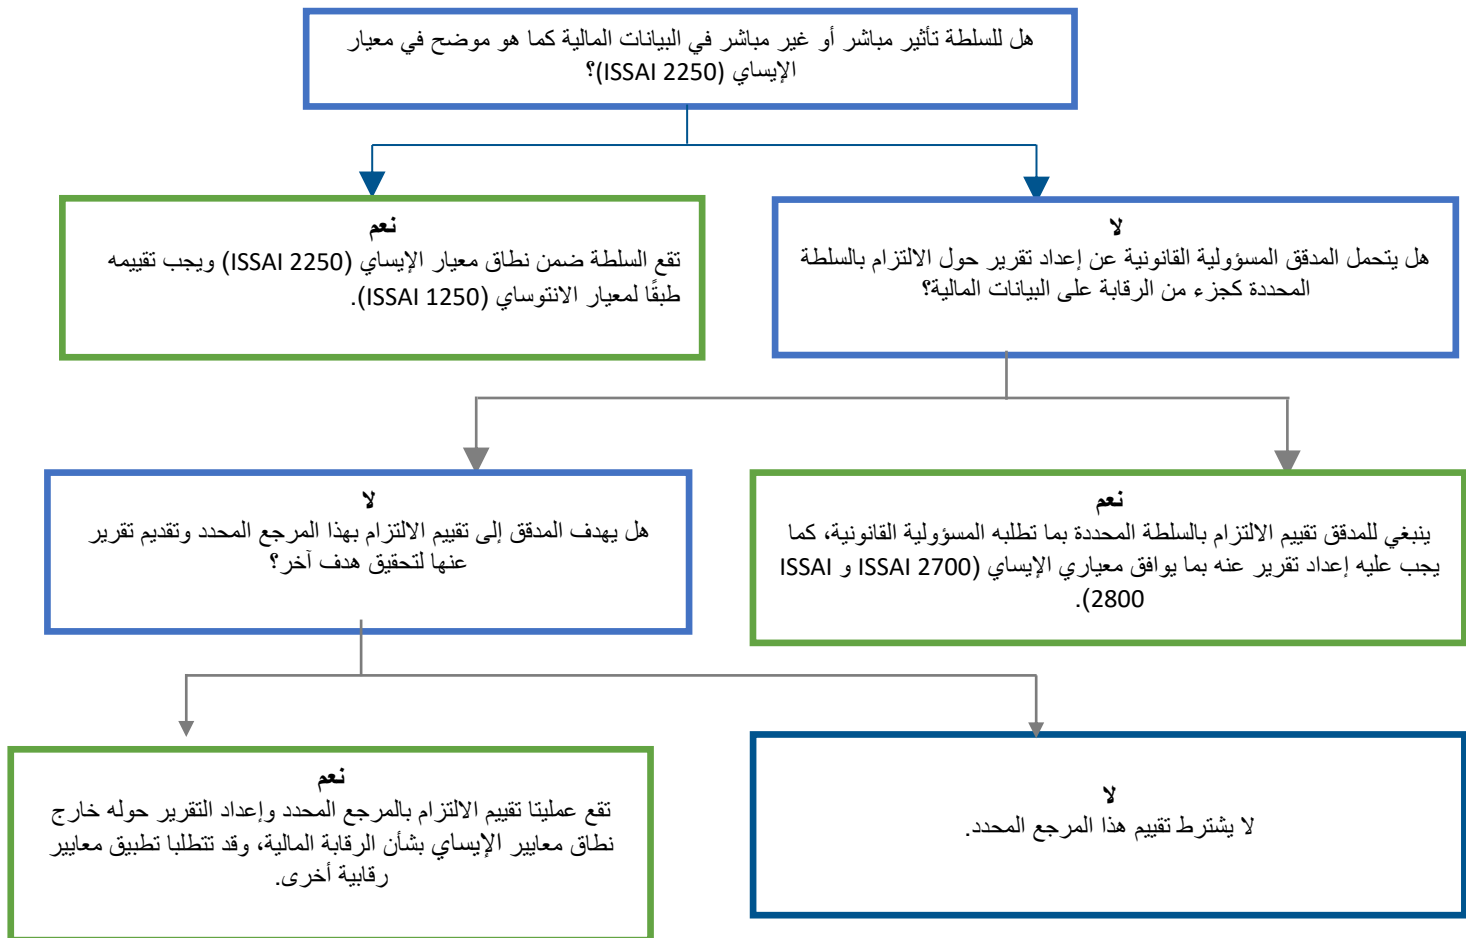 هل للسلطة تأثير مباشر أو غير مباشر في البيانات المالية كما هو موضح في معيار
الإيساي (ISSAI 2250)؟
نعم
تقع السلطة ضمن نطاق معيار الإيساي (ISSAI 2250) ويجب تقييمه
طبقًا لمعيار الانتوساي (ISSAI 1250).
لا
هل يتحمل المدقق المسؤولية القانونية عن إعداد تقرير حول الالتزام بالسلطة
المحددة كجزء من الرقابة على البيانات المالية؟
لا
هل يهدف المدقق إلى تقييم الالتزام بهذا المرجع المحدد وتقديم تقرير
عنها لتحقيق هدف آخر؟
نعم
ينبغي للمدقق تقييم الالتزام بالسلطة المحددة بما تطلبه المسؤولية القانونية، كما
يجب عليه إعداد تقرير عنه بما يوافق معياري الإيساي (ISSAI 2700 و ISSAI
2800).
نعم
تقع عمليتا تقييم الالتزام بالمرجع المحدد وإعداد التقرير حوله خارج
نطاق معايير الإيساي بشأن الرقابة المالية، وقد تتطلبا تطبيق معايير
رقابية أخرى.
لا
لا يشترط تقييم هذا المرجع المحدد.